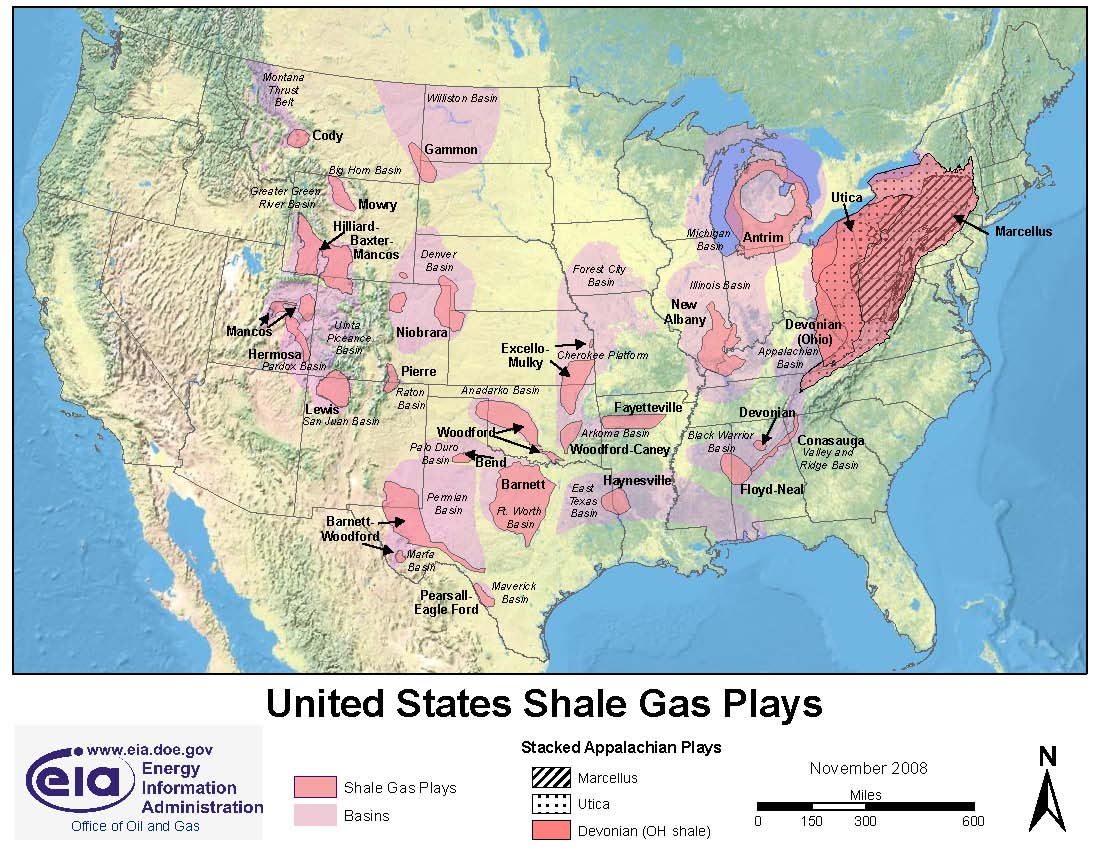 Montana
Thrust
Belt
Williston Basin
Cody
Gammon
Big Horn Basin
Greater Green
River Basin
Mowry
Utica
Hilliard-
Baxter-
Mancos
Marcellus
Michigan
Basin
Antrim
Denver
Basin
Forest City
Basin
Illinois Basin
New
Albany
Mancos
Uinta
Piceance
Basin
Niobrara
Devonian
(Ohio)
Appalachian
Basin
Hermosa
Pardox Basin
Excello-
Mulky
Cherokee Platform
Pierre
Raton
Basin
Anadarko Basin
Lewis
San Juan Basin
Fayetteville
Devonian
Woodford
Arkoma Basin
Black Warrior
Basin
Conasauga
Valley and
Ridge Basin
Palo Duro
Basin
Bend
Woodford-Caney
Barnett
Haynesville
Floyd-Neal
Permian
Basin
Ft. Worth
Basin
East
Texas
Basin
Barnett-
Woodford
Marfa
Basin
Pearsall-
Eagle Ford
Maverick
Basin
United States Shale Gas Plays
www.eia.doe.gov
eia
Energy
Information
Administration
Office of Oil and Gas
Shale Gas Plays
Basins
Stacked Appalachian Plays
Marcellus
Utica
Devonian (OH shale)
November 2008
Miles
0 150 300 600
N